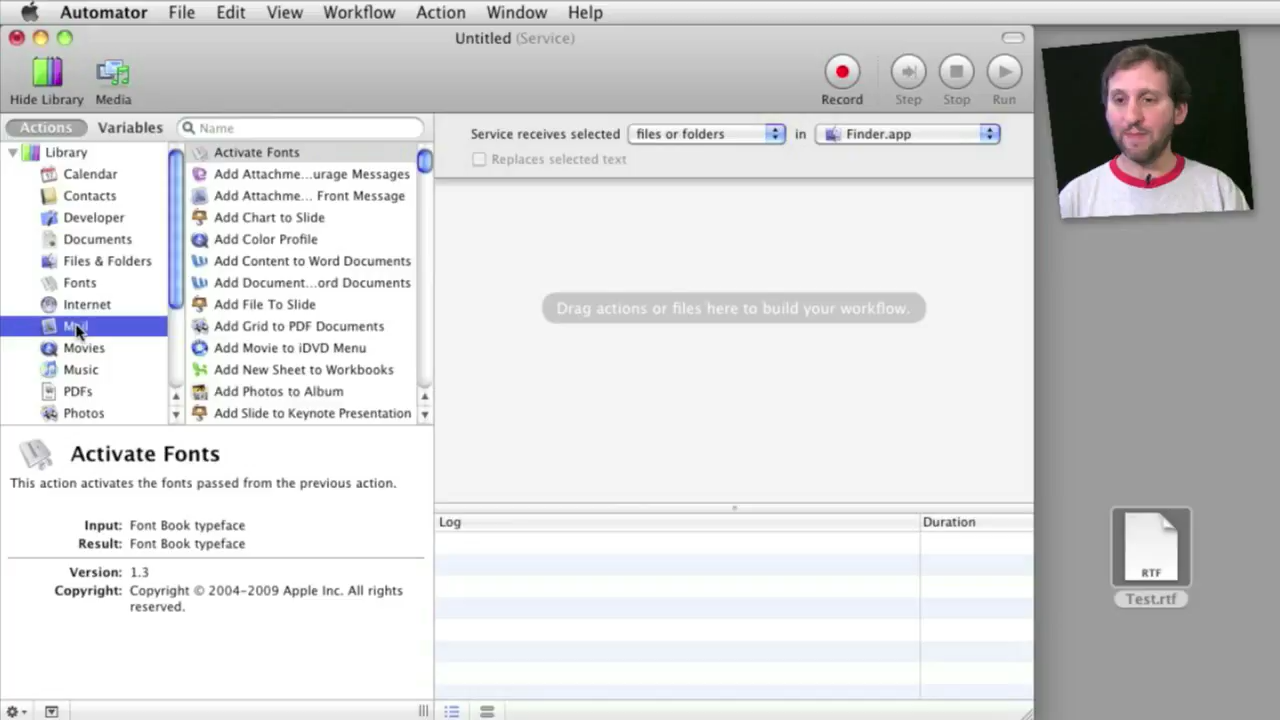 Automator File Edit View Workflow Action Window Help
Untitled (Service)
Hide Library Media Record Step Stop Run
Actions Variables Name
Service receives selected files or folders in Finder.app
Replaces selected text
Library
Calendar
Contacts
Developer
Documents
Files & Folders
Fonts
Internet
Movies
Music
PDFs
Photos
Activate Fonts
Add Attachme...urage Messages
Add Attachme... Front Message
Add Chart to Slide
Add Color Profile
Add Content to Word Documents
Add Document...ord Documents
Add File To Slide
Add Grid to PDF Documents
Add Movie to iDVD Menu
Add New Sheet to Workbooks
Add Photos to Album
Add Slide to Keynote Presentation
Drag actions or files here to build your workflow.
Activate Fonts
This action activates the fonts passed from the previous action.
Input: Font Book typeface
Result: Font Book typeface
Version: 1.3
Copyright: Copyright © 2004-2009 Apple Inc. All rights
reserved.
Log Duration
RTF
Test.rtf